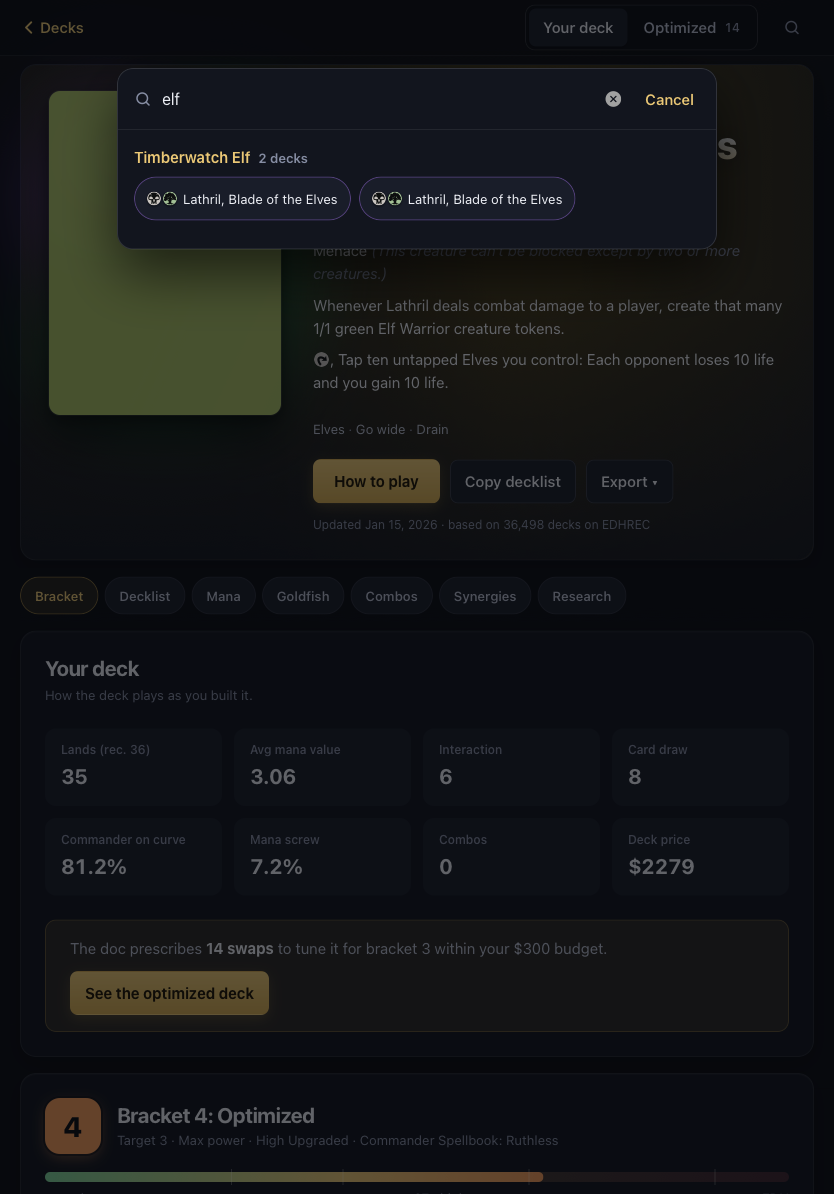 Decks
Your deck
Optimized 14
elf
Cancel
s
Timberwatch Elf 2 decks
Lathril, Blade of the Elves
Lathril, Blade of the Elves
Menace (This creature can't be blocked except by two or more
creatures.)
Whenever Lathril deals combat damage to a player, create that many
1/1 green Elf Warrior creature tokens.
, Tap ten untapped Elves you control: Each opponent loses 10 life
and you gain 10 life.
Elves · Go wide · Drain
How to play
Copy decklist
Export ▾
Updated Jan 15, 2026 · based on 36,498 decks on EDHREC
Bracket
Decklist
Mana
Goldfish
Combos
Synergies
Research
Your deck
How the deck plays as you built it.
Lands (rec. 36)
35
Avg mana value
3.06
Interaction
6
Card draw
8
Commander on curve
81.2%
Mana screw
7.2%
Combos
0
Deck price
$2279
The doc prescribes 14 swaps to tune it for bracket 3 within your $300 budget.
See the optimized deck
4
Bracket 4: Optimized
Target 3 · Max power · High Upgraded · Commander Spellbook: Ruthless